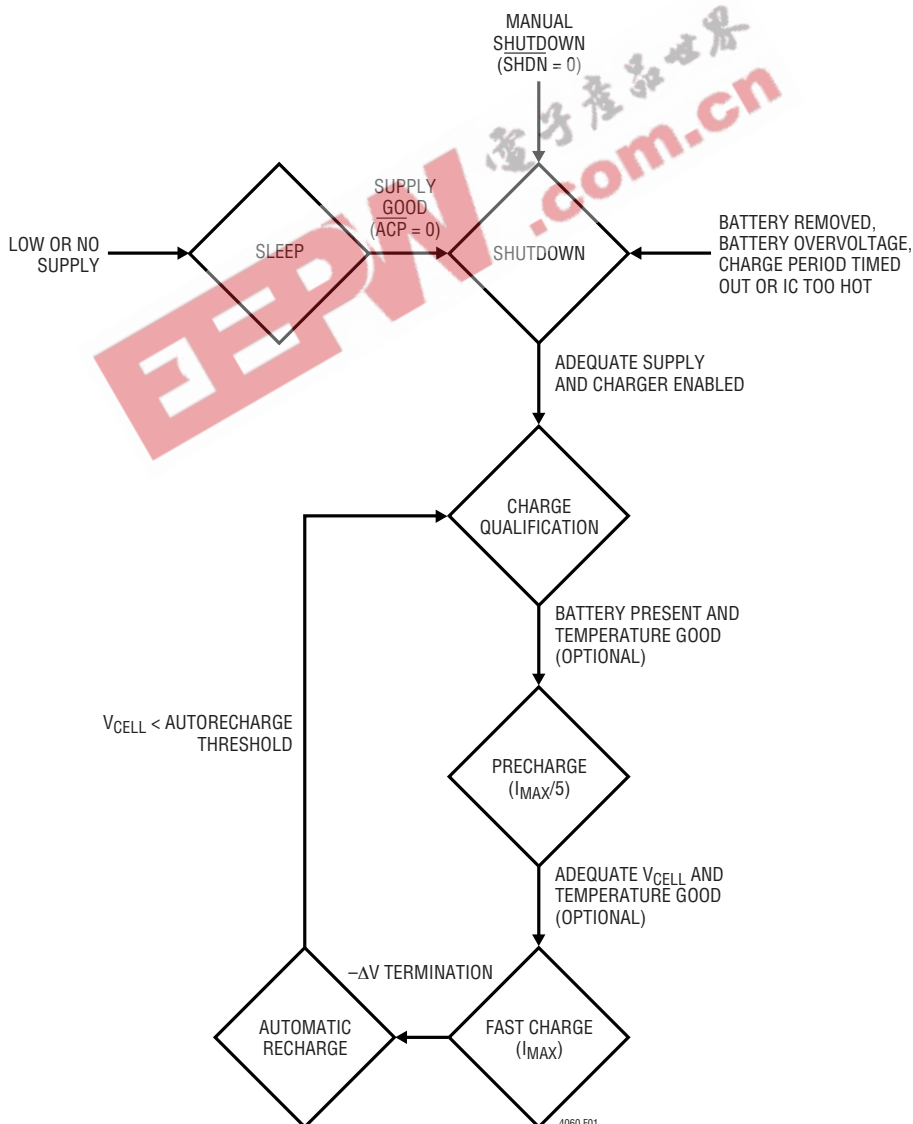 MANUAL
SHUTDOWN
(SHDN = 0)
電子產品世界
.com.cn
EEPW
SUPPLY
GOOD
(ACP = 0)
LOW OR NO
SUPPLY
SLEEP
SHUTDOWN
BATTERY REMOVED,
BATTERY OVERVOLTAGE,
CHARGE PERIOD TIMED
OUT OR IC TOO HOT
ADEQUATE SUPPLY
AND CHARGER ENABLED
CHARGE
QUALIFICATION
BATTERY PRESENT AND
TEMPERATURE GOOD
(OPTIONAL)
VCELL < AUTORECHARGE
THRESHOLD
PRECHARGE
(IMAX/5)
ADEQUATE VCELL AND
TEMPERATURE GOOD
(OPTIONAL)
–ΔV TERMINATION
AUTOMATIC
RECHARGE
FAST CHARGE
(IMAX)
4060 F01